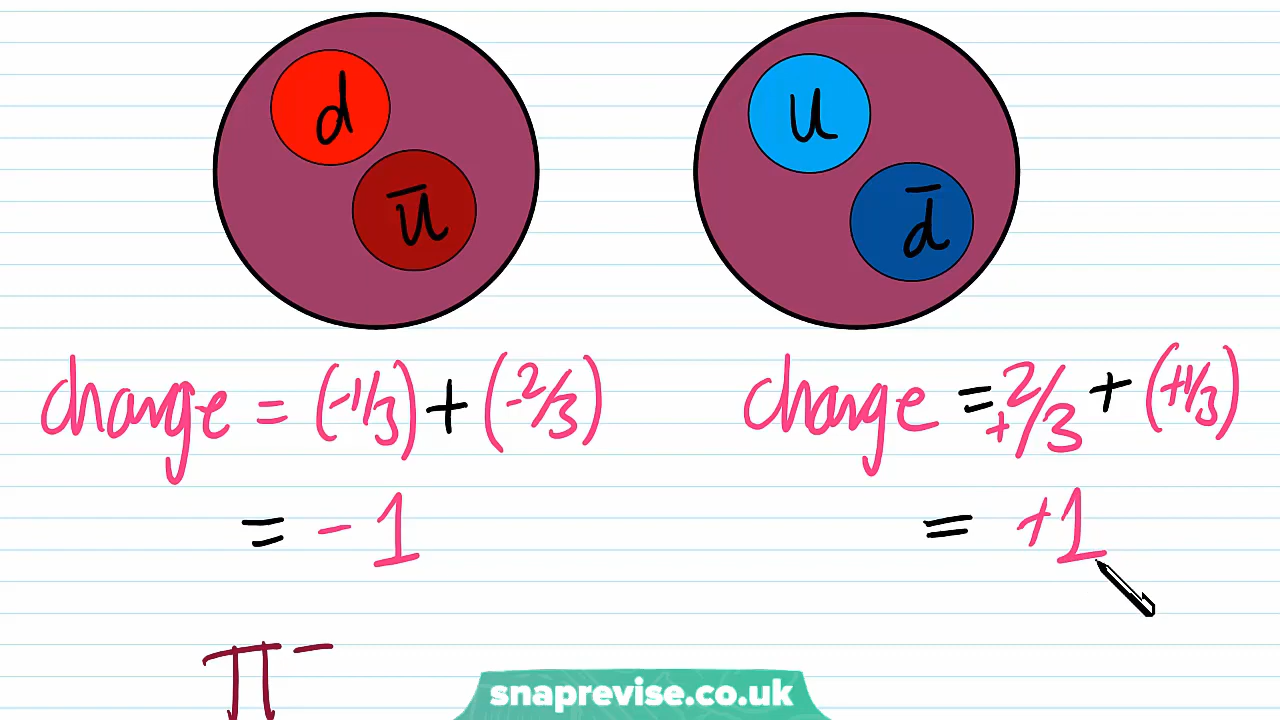 d
u̅
charge = (-1/3) + (-2/3)
= -1
π⁻
u
d̅
charge = +2/3 + (+1/3)
= +1
snaprevise.co.uk